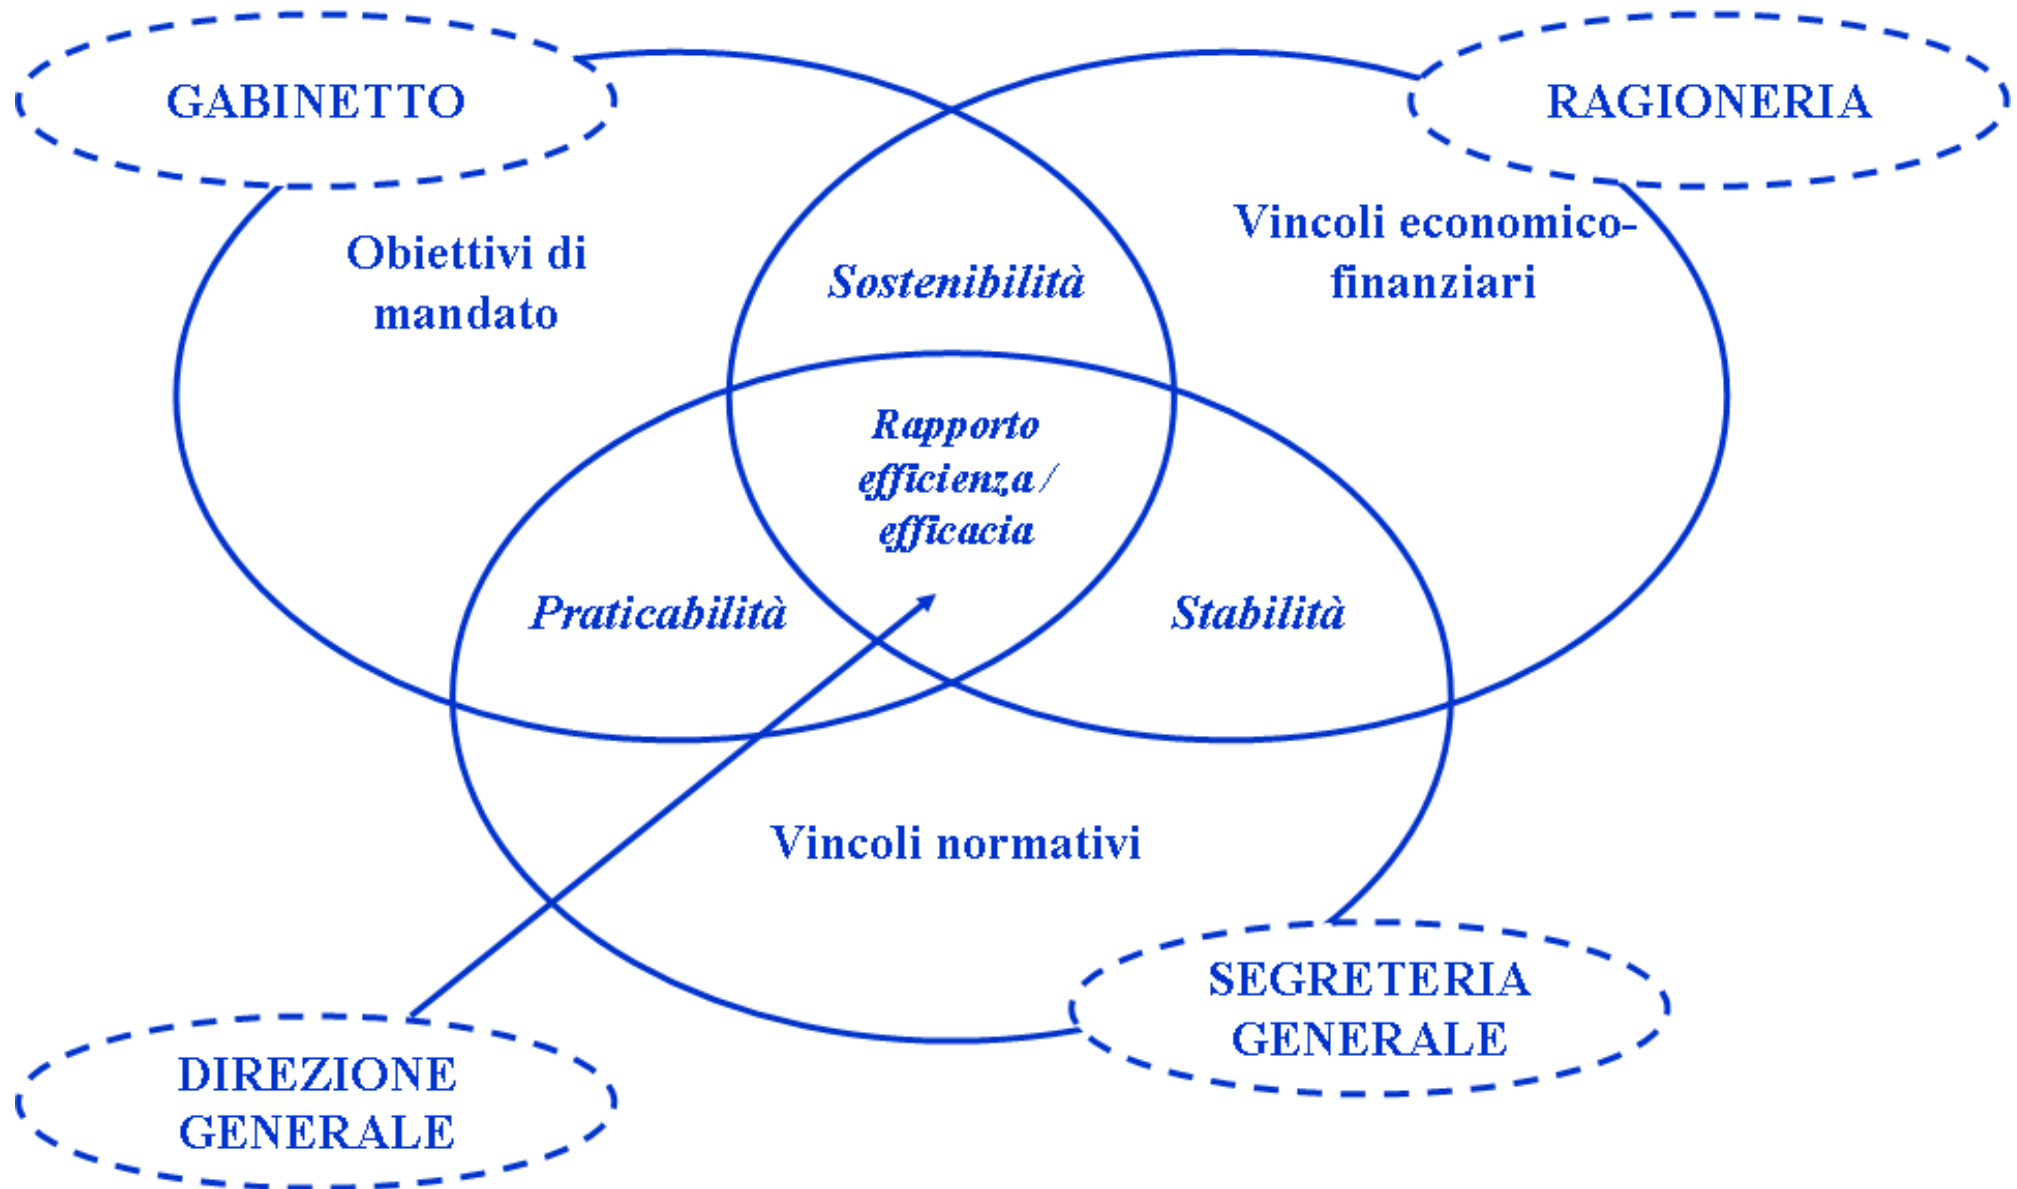 GABINETTO
RAGIONERIA
Obiettivi di
mandato
Sostenibilità
Vincoli economico-
finanziari
Rapporto
efficienza/
efficacia
Praticabilità
Stabilità
Vincoli normativi
SEGRETERIA
GENERALE
DIREZIONE
GENERALE